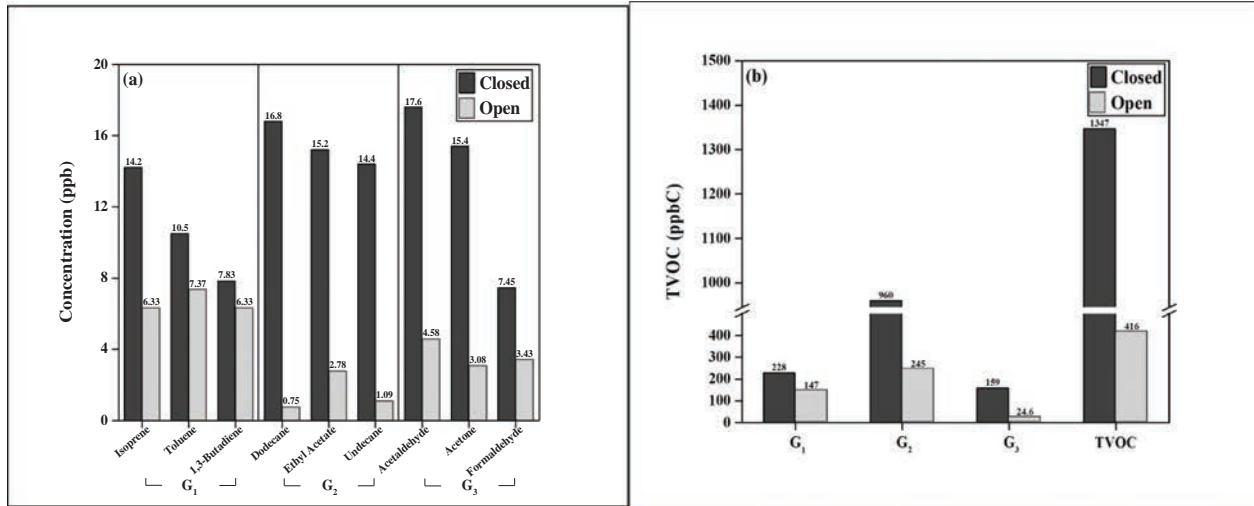 (a)
Closed
Open
Concentration (ppb)
20
16
12
8
4
0
14.2
6.33
10.5
7.37
7.83
6.33
16.8
0.75
15.2
2.78
14.4
1.09
17.6
4.58
15.4
3.08
7.45
3.43
Isoprene
Toluene
1,3-Butadiene
Dodecane
Ethyl Acetate
Undecane
Acetaldehyde
Acetone
Formaldehyde
G₁
G₂
G₃
(b)
Closed
Open
TVOC (ppbC)
1500
1400
1300
1200
1100
1000
400
300
200
100
0
228
147
960
245
159
24.6
1347
416
G₁
G₂
G₃
TVOC